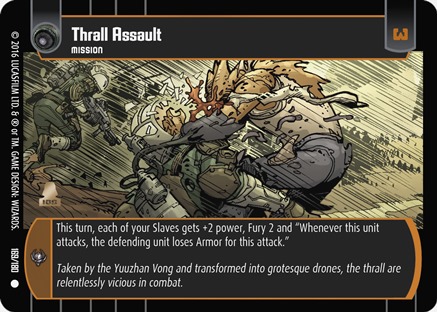 Thrall Assault
MISSION
3
© 2016 LUCASFILM LTD. & ® or TM. GAME DESIGN: WIZARDS.
This turn, each of your Slaves gets +2 power, Fury 2 and "Whenever this unit
attacks, the defending unit loses Armor for this attack."
Taken by the Yuuzhan Vong and transformed into grotesque drones, the thrall are
relentlessly vicious in combat.